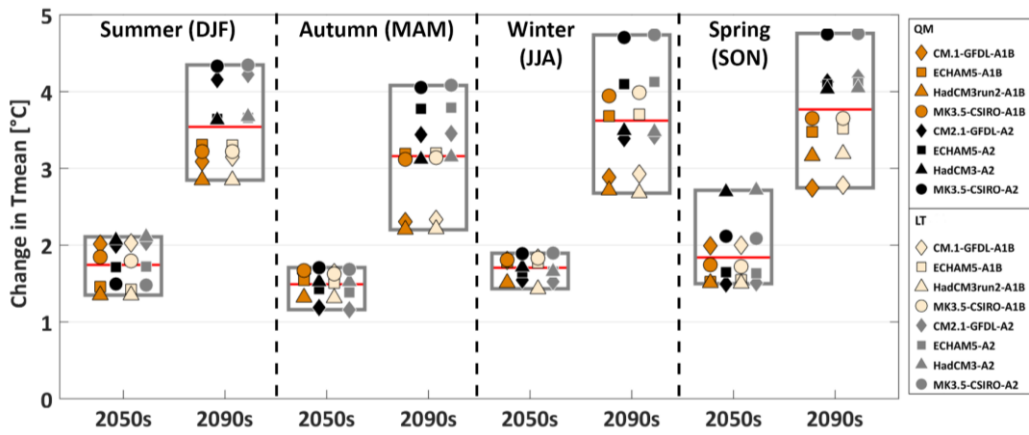 Summer (DJF)
Autumn (MAM)
Winter
(JJA)
Spring
(SON)
Change in Tmean [°C]
5
4
3
2
1
0
2050s
2090s
2050s
2090s
2050s
2090s
2050s
2090s
QM
CM.1-GFDL-A1B
ECHAM5-A1B
HadCM3run2-A1B
MK3.5-CSIRO-A1B
CM2.1-GFDL-A2
ECHAM5-A2
HadCM3-A2
MK3.5-CSIRO-A2
LT
CM.1-GFDL-A1B
ECHAM5-A1B
HadCM3run2-A1B
MK3.5-CSIRO-A1B
CM2.1-GFDL-A2
ECHAM5-A2
HadCM3-A2
MK3.5-CSIRO-A2